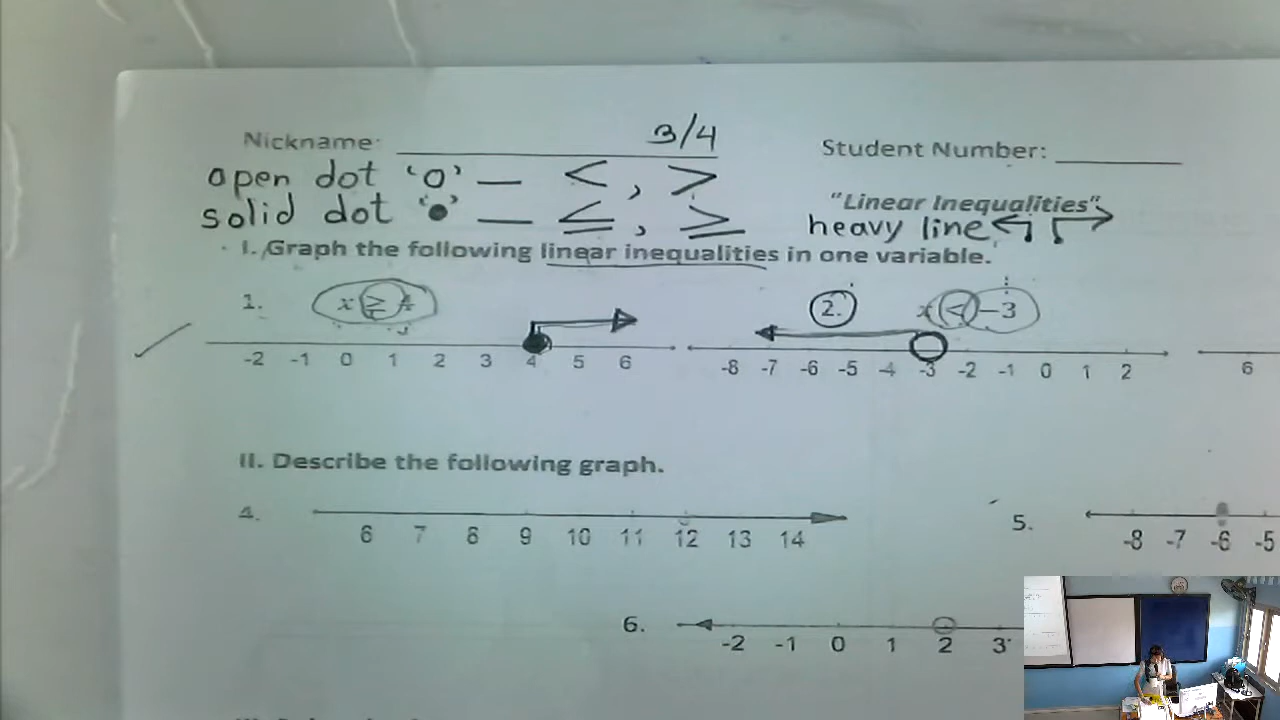 Nickname: ____________ 3/4 Student Number: ________
open dot 'o' — <, >
solid dot '•' — ≤, ≥
"Linear Inequalities"
heavy line
I. Graph the following linear inequalities in one variable.
1. x ≥ 4
2. x < -3
-2 -1 0 1 2 3 4 5 6
-8 -7 -6 -5 -4 -3 -2 -1 0 1 2
6
II. Describe the following graph.
4.
6 7 8 9 10 11 12 13 14
5.
-8 -7 -6 -5
6.
-2 -1 0 1 2 3